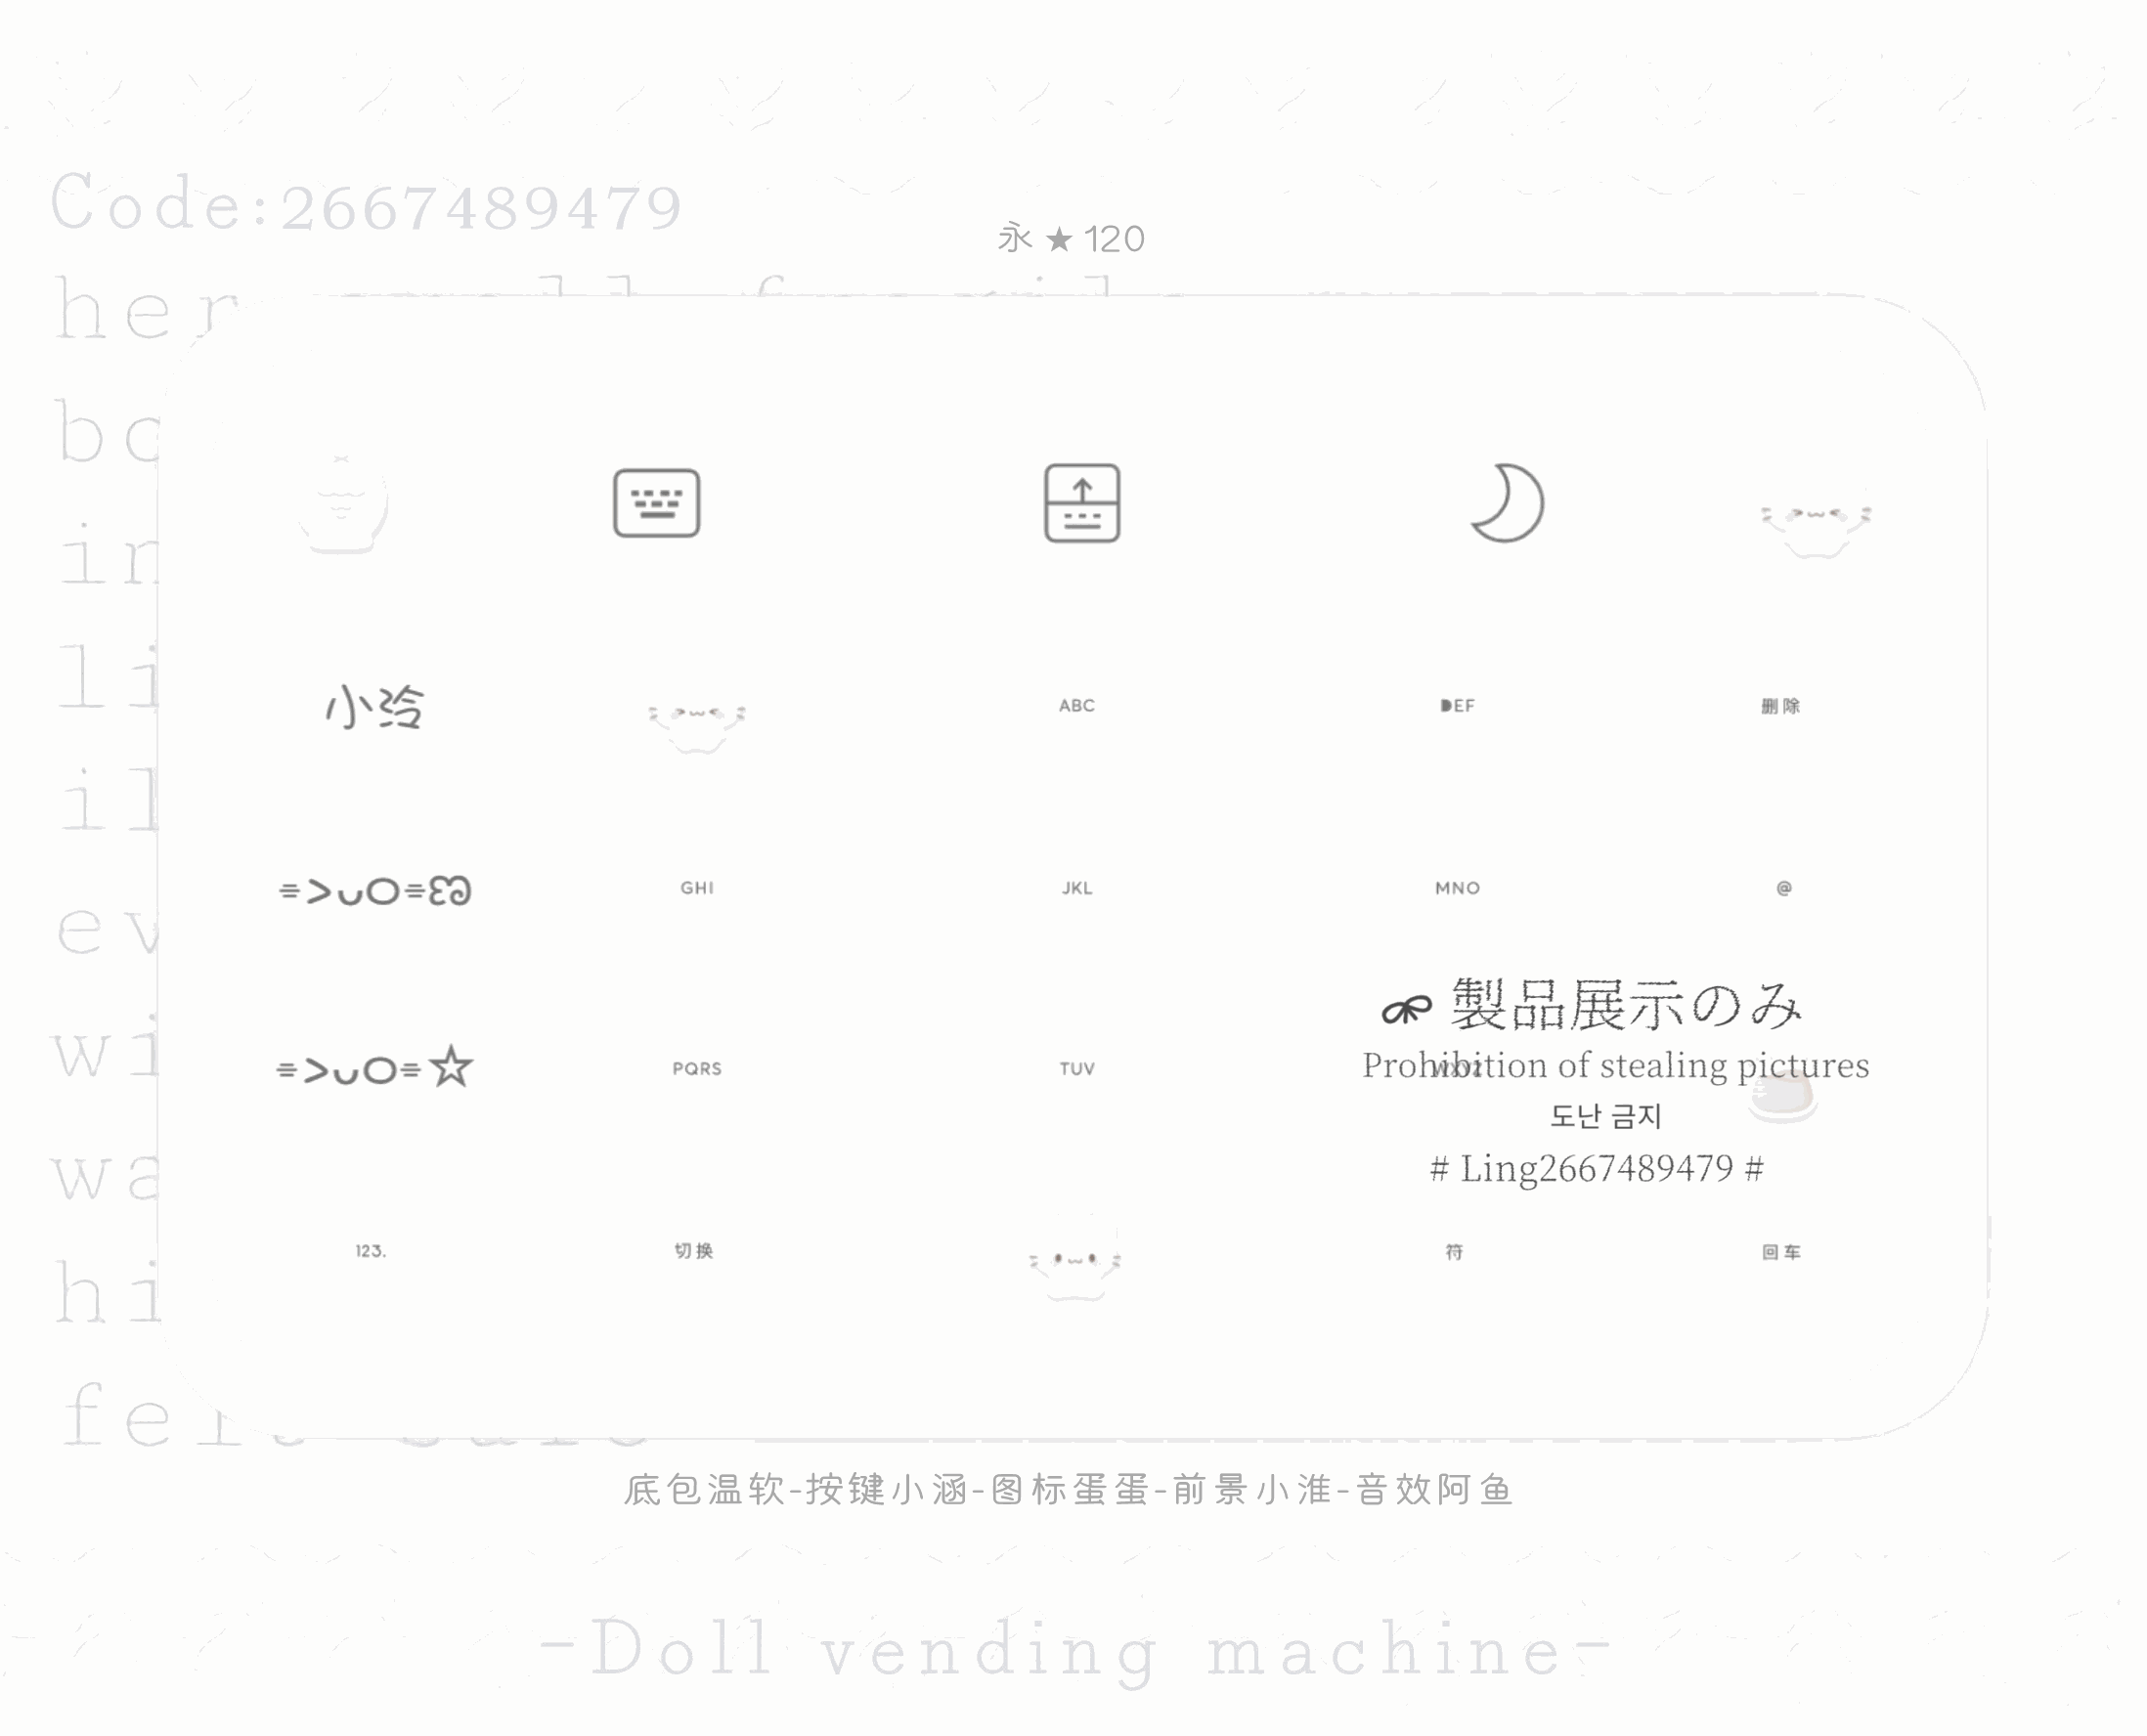 Code:2667489479
永 ★ 120
her
小泠
ABC
DEF
删除
=>ᴗO=ღ
GHI
JKL
MNO
@
製品展示のみ
Prohibition of stealing pictures
=>ᴗO=☆
PQRS
TUV
도난 금지
# Ling2667489479 #
123.
切换
符
回车
底包温软-按键小涵-图标蛋蛋-前景小淮-音效阿鱼
-Doll vending machine-